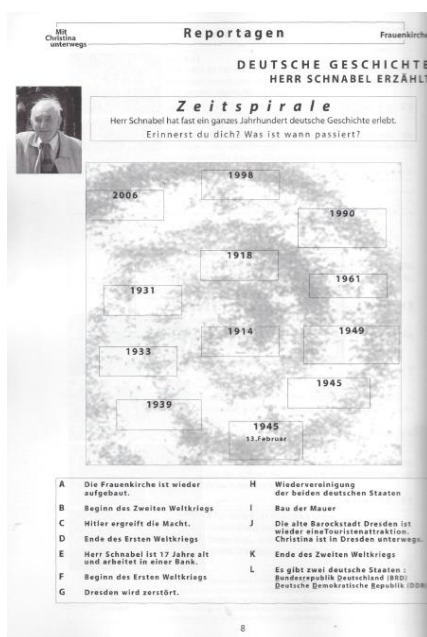 Mit
Christina
unterwegs
Reportagen
Frauenkirche
DEUTSCHE GESCHICHTE
HERR SCHNABEL ERZÄHLT
Zeitspirale
Herr Schnabel hat fast ein ganzes Jahrhundert deutsche Geschichte erlebt.
Erinnerst du dich? Was ist wann passiert?
1998
2006
1990
1918
1961
1931
1914
1949
1933
1945
1939
1945
13.Februar
A Die Frauenkirche ist wieder
aufgebaut.
B Beginn des Zweiten Weltkriegs
C Hitler ergreift die Macht.
D Ende des Ersten Weltkriegs
E Herr Schnabel ist 17 Jahre alt
und arbeitet in einer Bank.
F Beginn des Ersten Weltkriegs
G Dresden wird zerstört.
H Wiedervereinigung
der beiden deutschen Staaten
I Bau der Mauer
J Die alte Barockstadt Dresden ist
wieder eineTouristenattraktion.
Christina ist in Dresden unterwegs.
K Ende des Zweiten Weltkriegs
L Es gibt zwei deutsche Staaten :
Bundesrepublik Deutschland (BRD)
Deutsche Demokratische Republik (DDR)
8